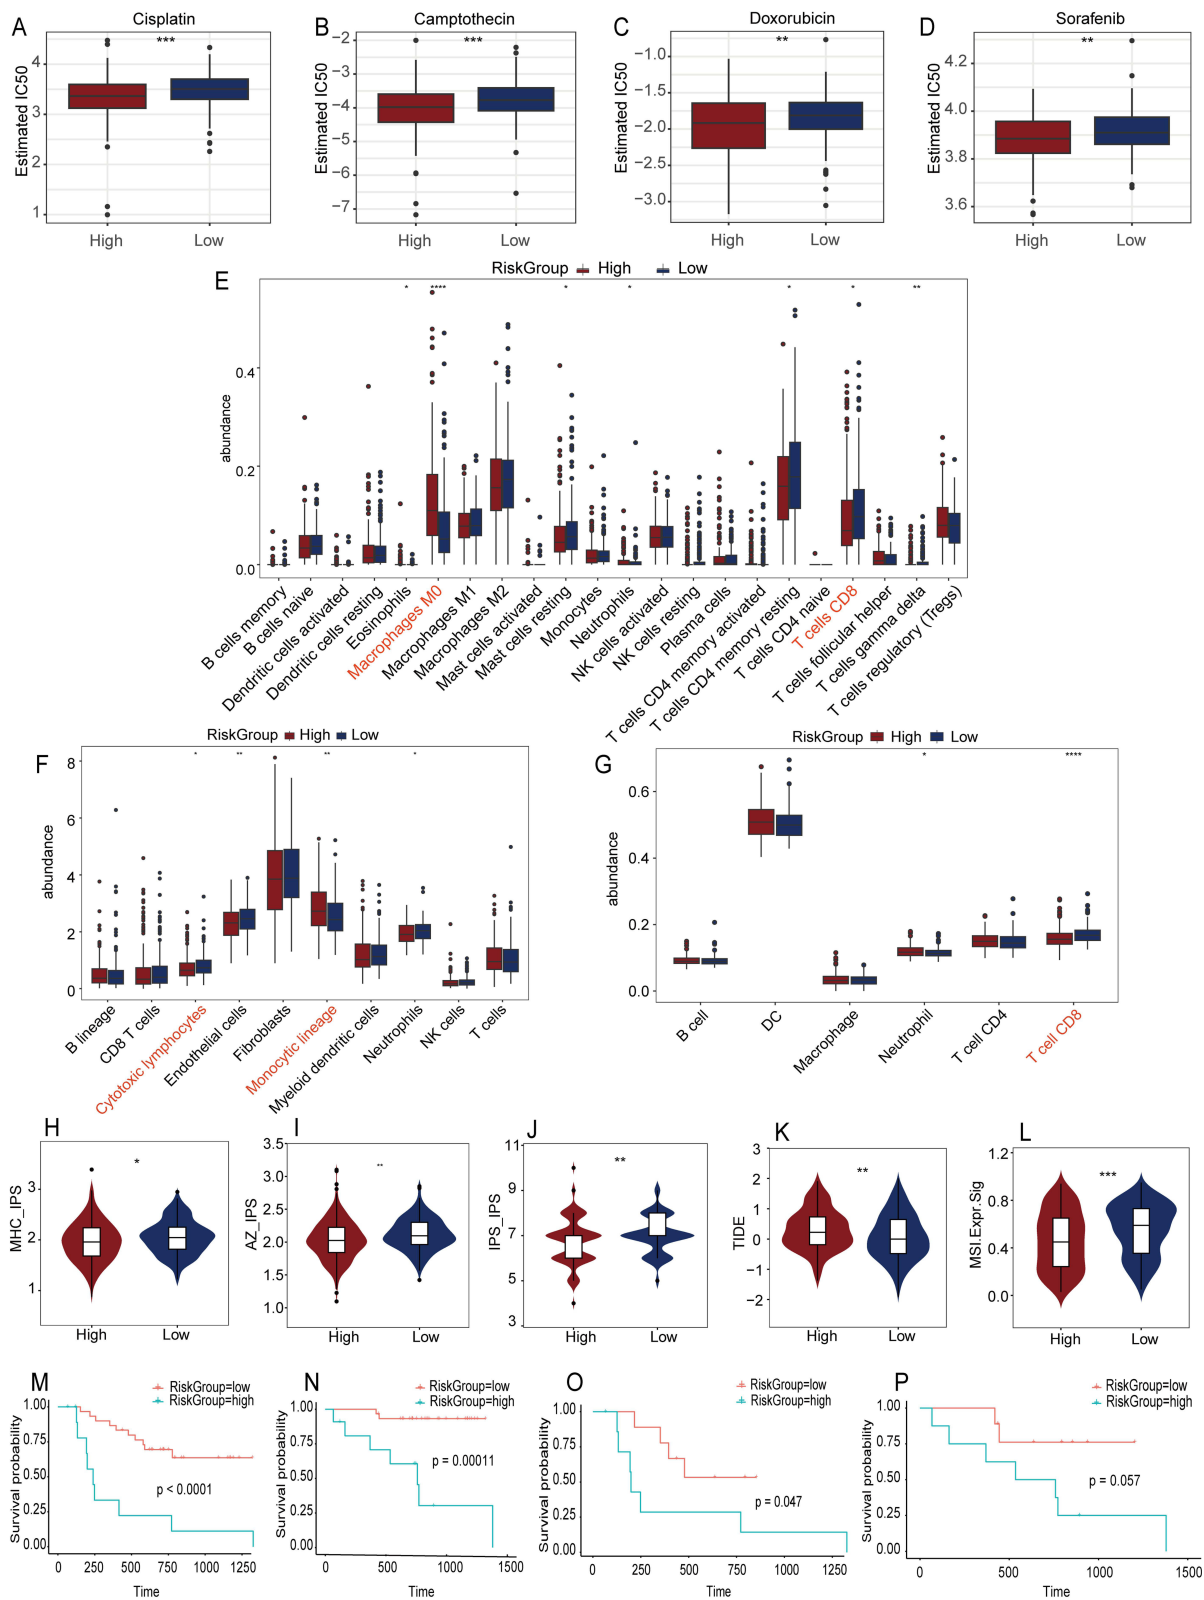 A
Cisplatin
***
Estimated IC50
4
3
2
1
High
Low
B
Camptothecin
***
Estimated IC50
−2
−3
−4
−5
−6
−7
High
Low
C
Doxorubicin
**
Estimated IC50
−1.0
−1.5
−2.0
−2.5
−3.0
High
Low
D
Sorafenib
**
Estimated IC50
4.2
4.0
3.8
3.6
High
Low
E
RiskGroup High Low
* **** * * * * **
abundance
0.4
0.2
0.0
B cells memory
B cells naive
Dendritic cells activated
Dendritic cells resting
Eosinophils
Macrophages M0
Macrophages M1
Macrophages M2
Mast cells activated
Mast cells resting
Monocytes
Neutrophils
NK cells activated
NK cells resting
Plasma cells
T cells CD4 memory activated
T cells CD4 memory resting
T cells CD4 naive
T cells CD8
T cells follicular helper
T cells gamma delta
T cells regulatory (Tregs)
F
RiskGroup High Low
* ** ** *
abundance
8
6
4
2
0
B lineage
CD8 T cells
Cytotoxic lymphocytes
Endothelial cells
Fibroblasts
Monocytic lineage
Myeloid dendritic cells
Neutrophils
NK cells
T cells
G
RiskGroup High Low
* ****
abundance
0.6
0.4
0.2
0.0
B cell
DC
Macrophage
Neutrophil
T cell CD4
T cell CD8
H
*
MHC_IPS
3
2
1
High
Low
I
**
AZ_IPS
3.5
3.0
2.5
2.0
1.5
1.0
High
Low
J
**
IPS_IPS
11
9
7
5
3
High
Low
K
**
TIDE
3
2
1
0
−1
−2
High
Low
L
***
MSI.Expr.Sig
1.2
0.8
0.4
0.0
High
Low
M
RiskGroup=low
RiskGroup=high
Survival probability
1.00
0.75
0.50
0.25
0.00
p < 0.0001
0 250 500 750 1000 1250
Time
N
RiskGroup=low
RiskGroup=high
Survival probability
1.00
0.75
0.50
0.25
0.00
p = 0.00011
0 500 1000 1500
Time
O
RiskGroup=low
RiskGroup=high
Survival probability
1.00
0.75
0.50
0.25
0.00
p = 0.047
0 250 500 750 1000 1250
Time
P
RiskGroup=low
RiskGroup=high
Survival probability
1.00
0.75
0.50
0.25
0.00
p = 0.057
0 500 1000 1500
Time